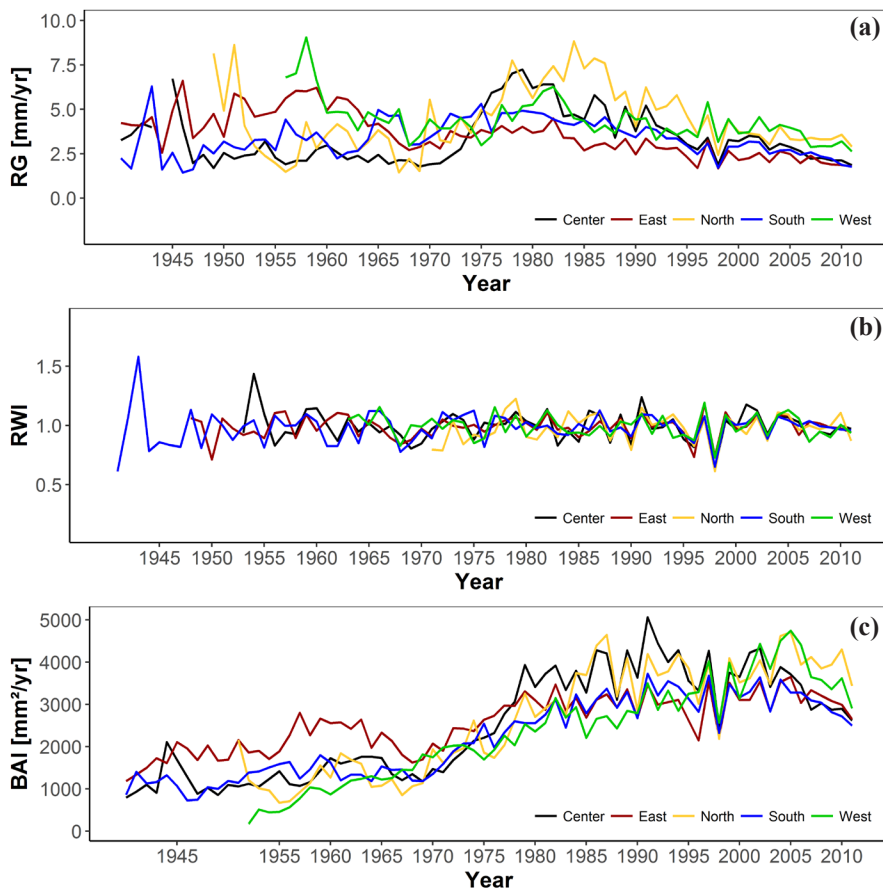 (a)
RG [mm/yr]
10.0
7.5
5.0
2.5
0.0
Center East North South West
1945 1950 1955 1960 1965 1970 1975 1980 1985 1990 1995 2000 2005 2010
Year
(b)
RWI
1.5
1.0
0.5
Center East North South West
1945 1950 1955 1960 1965 1970 1975 1980 1985 1990 1995 2000 2005 2010
Year
(c)
BAI [mm²/yr]
5000
4000
3000
2000
1000
0
Center East North South West
1945 1955 1960 1965 1970 1975 1980 1985 1990 1995 2000 2005 2010
Year